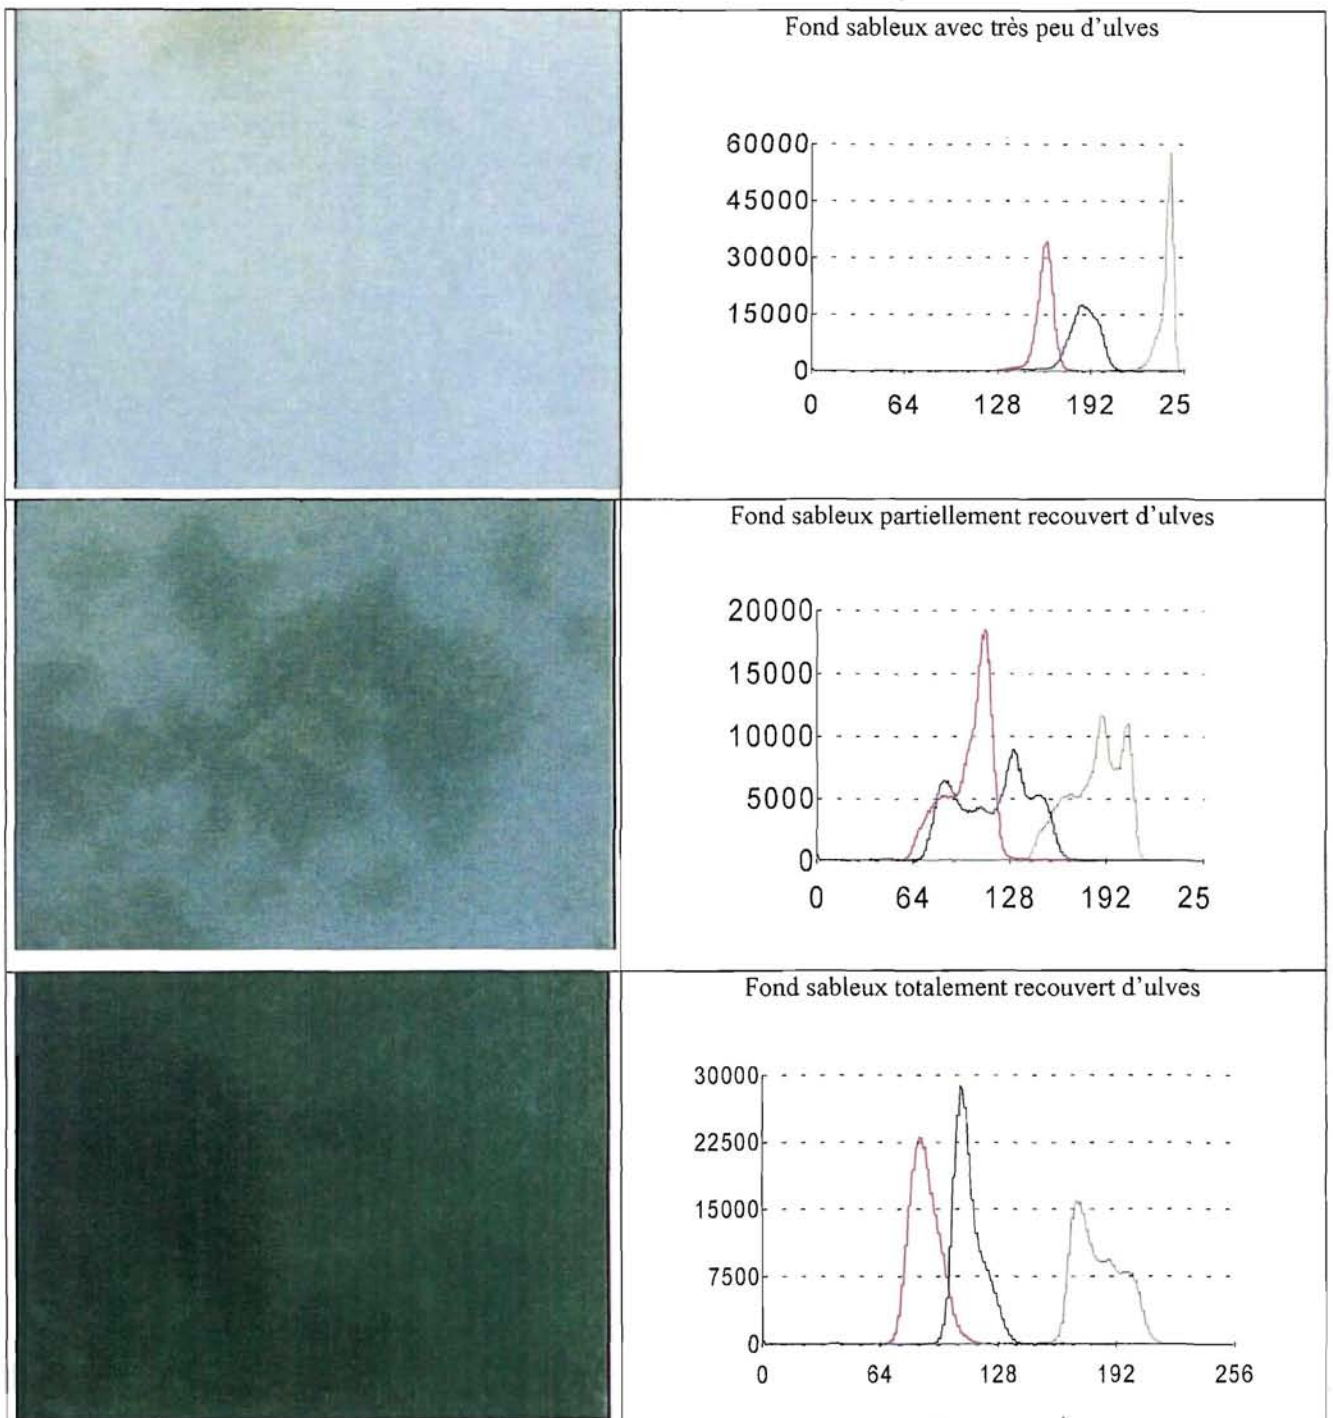 Fond sableux avec très peu d'ulves
60000
45000
30000
15000
0
0 64 128 192 25
Fond sableux partiellement recouvert d'ulves
20000
15000
10000
5000
0
0 64 128 192 25
Fond sableux totalement recouvert d'ulves
30000
22500
15000
7500
0
0 64 128 192 256